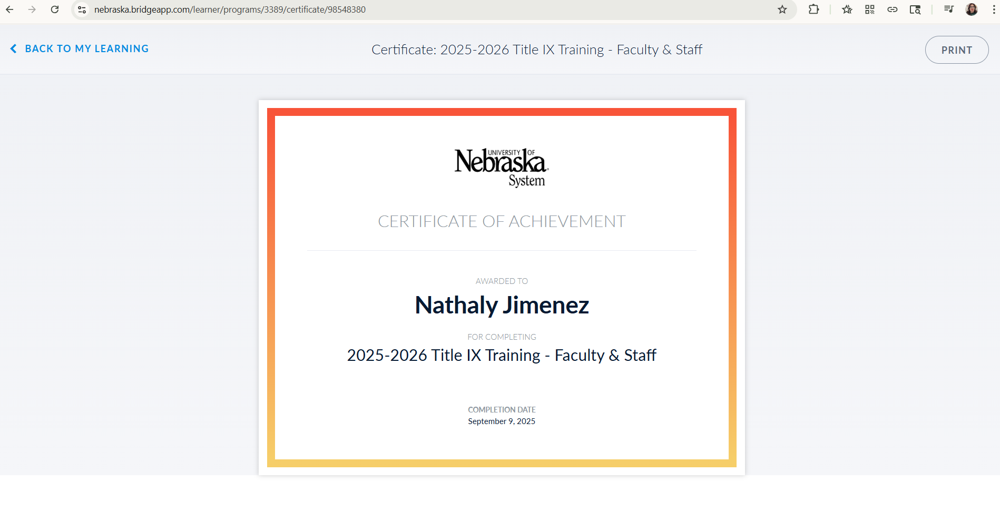 nebraska.bridgeapp.com/learner/programs/3389/certificate/98548380
BACK TO MY LEARNING
Certificate: 2025-2026 Title IX Training - Faculty & Staff
PRINT
UNIVERSITY OF
Nebraska
System
CERTIFICATE OF ACHIEVEMENT
AWARDED TO
Nathaly Jimenez
FOR COMPLETING
2025-2026 Title IX Training - Faculty & Staff
COMPLETION DATE
September 9, 2025